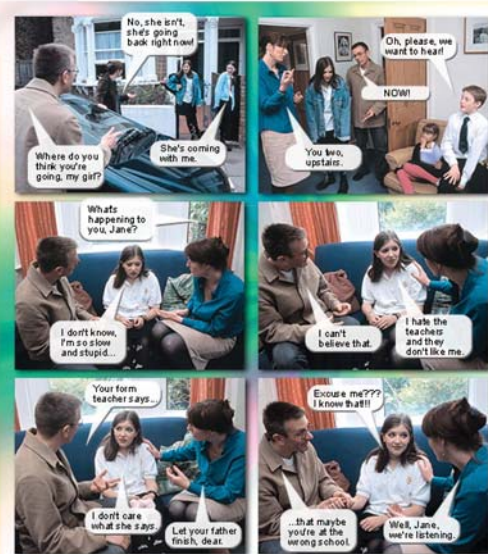 No, she isn't,
she's going
back right now!
Where do you
think you're
going, my girl?
She's coming
with me.
Oh, please, we
want to hear!
NOW!
You two,
upstairs.
Whats
happening to
you, Jane?
I don't know,
I'm so slow
and stupid...
I can't
believe that.
I hate the
teachers
and they
don't like me.
Your form
teacher says...
I don't care
what she says.
Let your father
finish, dear.
Excuse me???
I know that!!!
...that maybe
you're at the
wrong school.
Well, Jane,
we're listening.